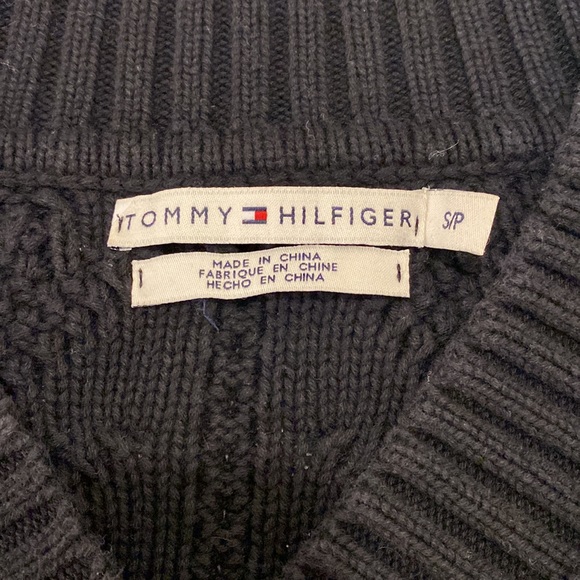 TOMMY HILFIGER S/P
MADE IN CHINA
FABRIQUE EN CHINE
HECHO EN CHINA